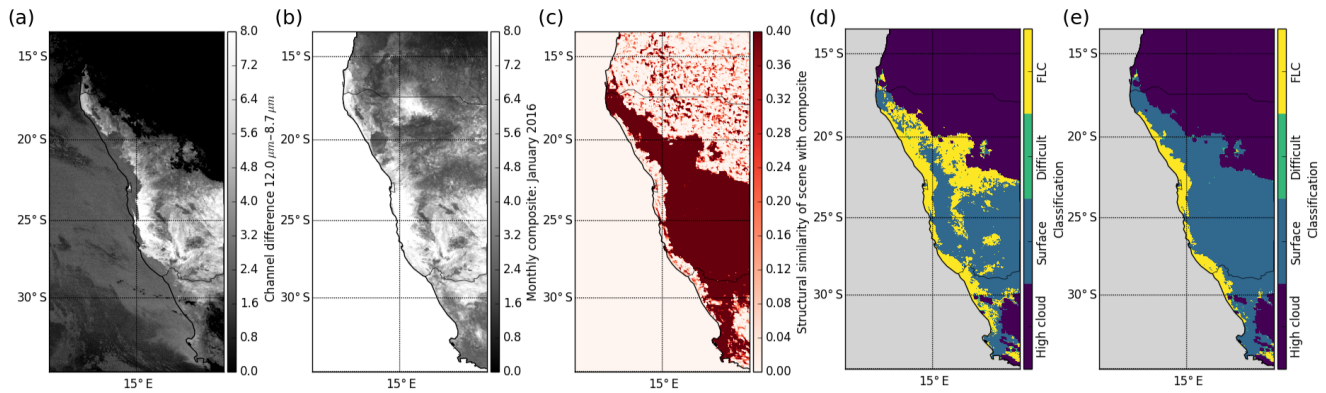 (a)
15° S
20° S
25° S
30° S
15° E
8.0
7.2
6.4
5.6
4.8
4.0
3.2
2.4
1.6
0.8
0.0
Channel difference 12.0 μm−8.7 μm
(b)
15° S
20° S
25° S
30° S
15° E
8.0
7.2
6.4
5.6
4.8
4.0
3.2
2.4
1.6
0.8
0.0
Monthly composite: January 2016
(c)
15° S
20° S
25° S
30° S
15° E
0.40
0.36
0.32
0.28
0.24
0.20
0.16
0.12
0.08
0.04
0.00
Structural similarity of scene with composite
(d)
15° S
20° S
25° S
30° S
15° E
FLC
Difficult
Surface
High cloud
Classification
(e)
15° S
20° S
25° S
30° S
15° E
FLC
Difficult
Surface
High cloud
Classification